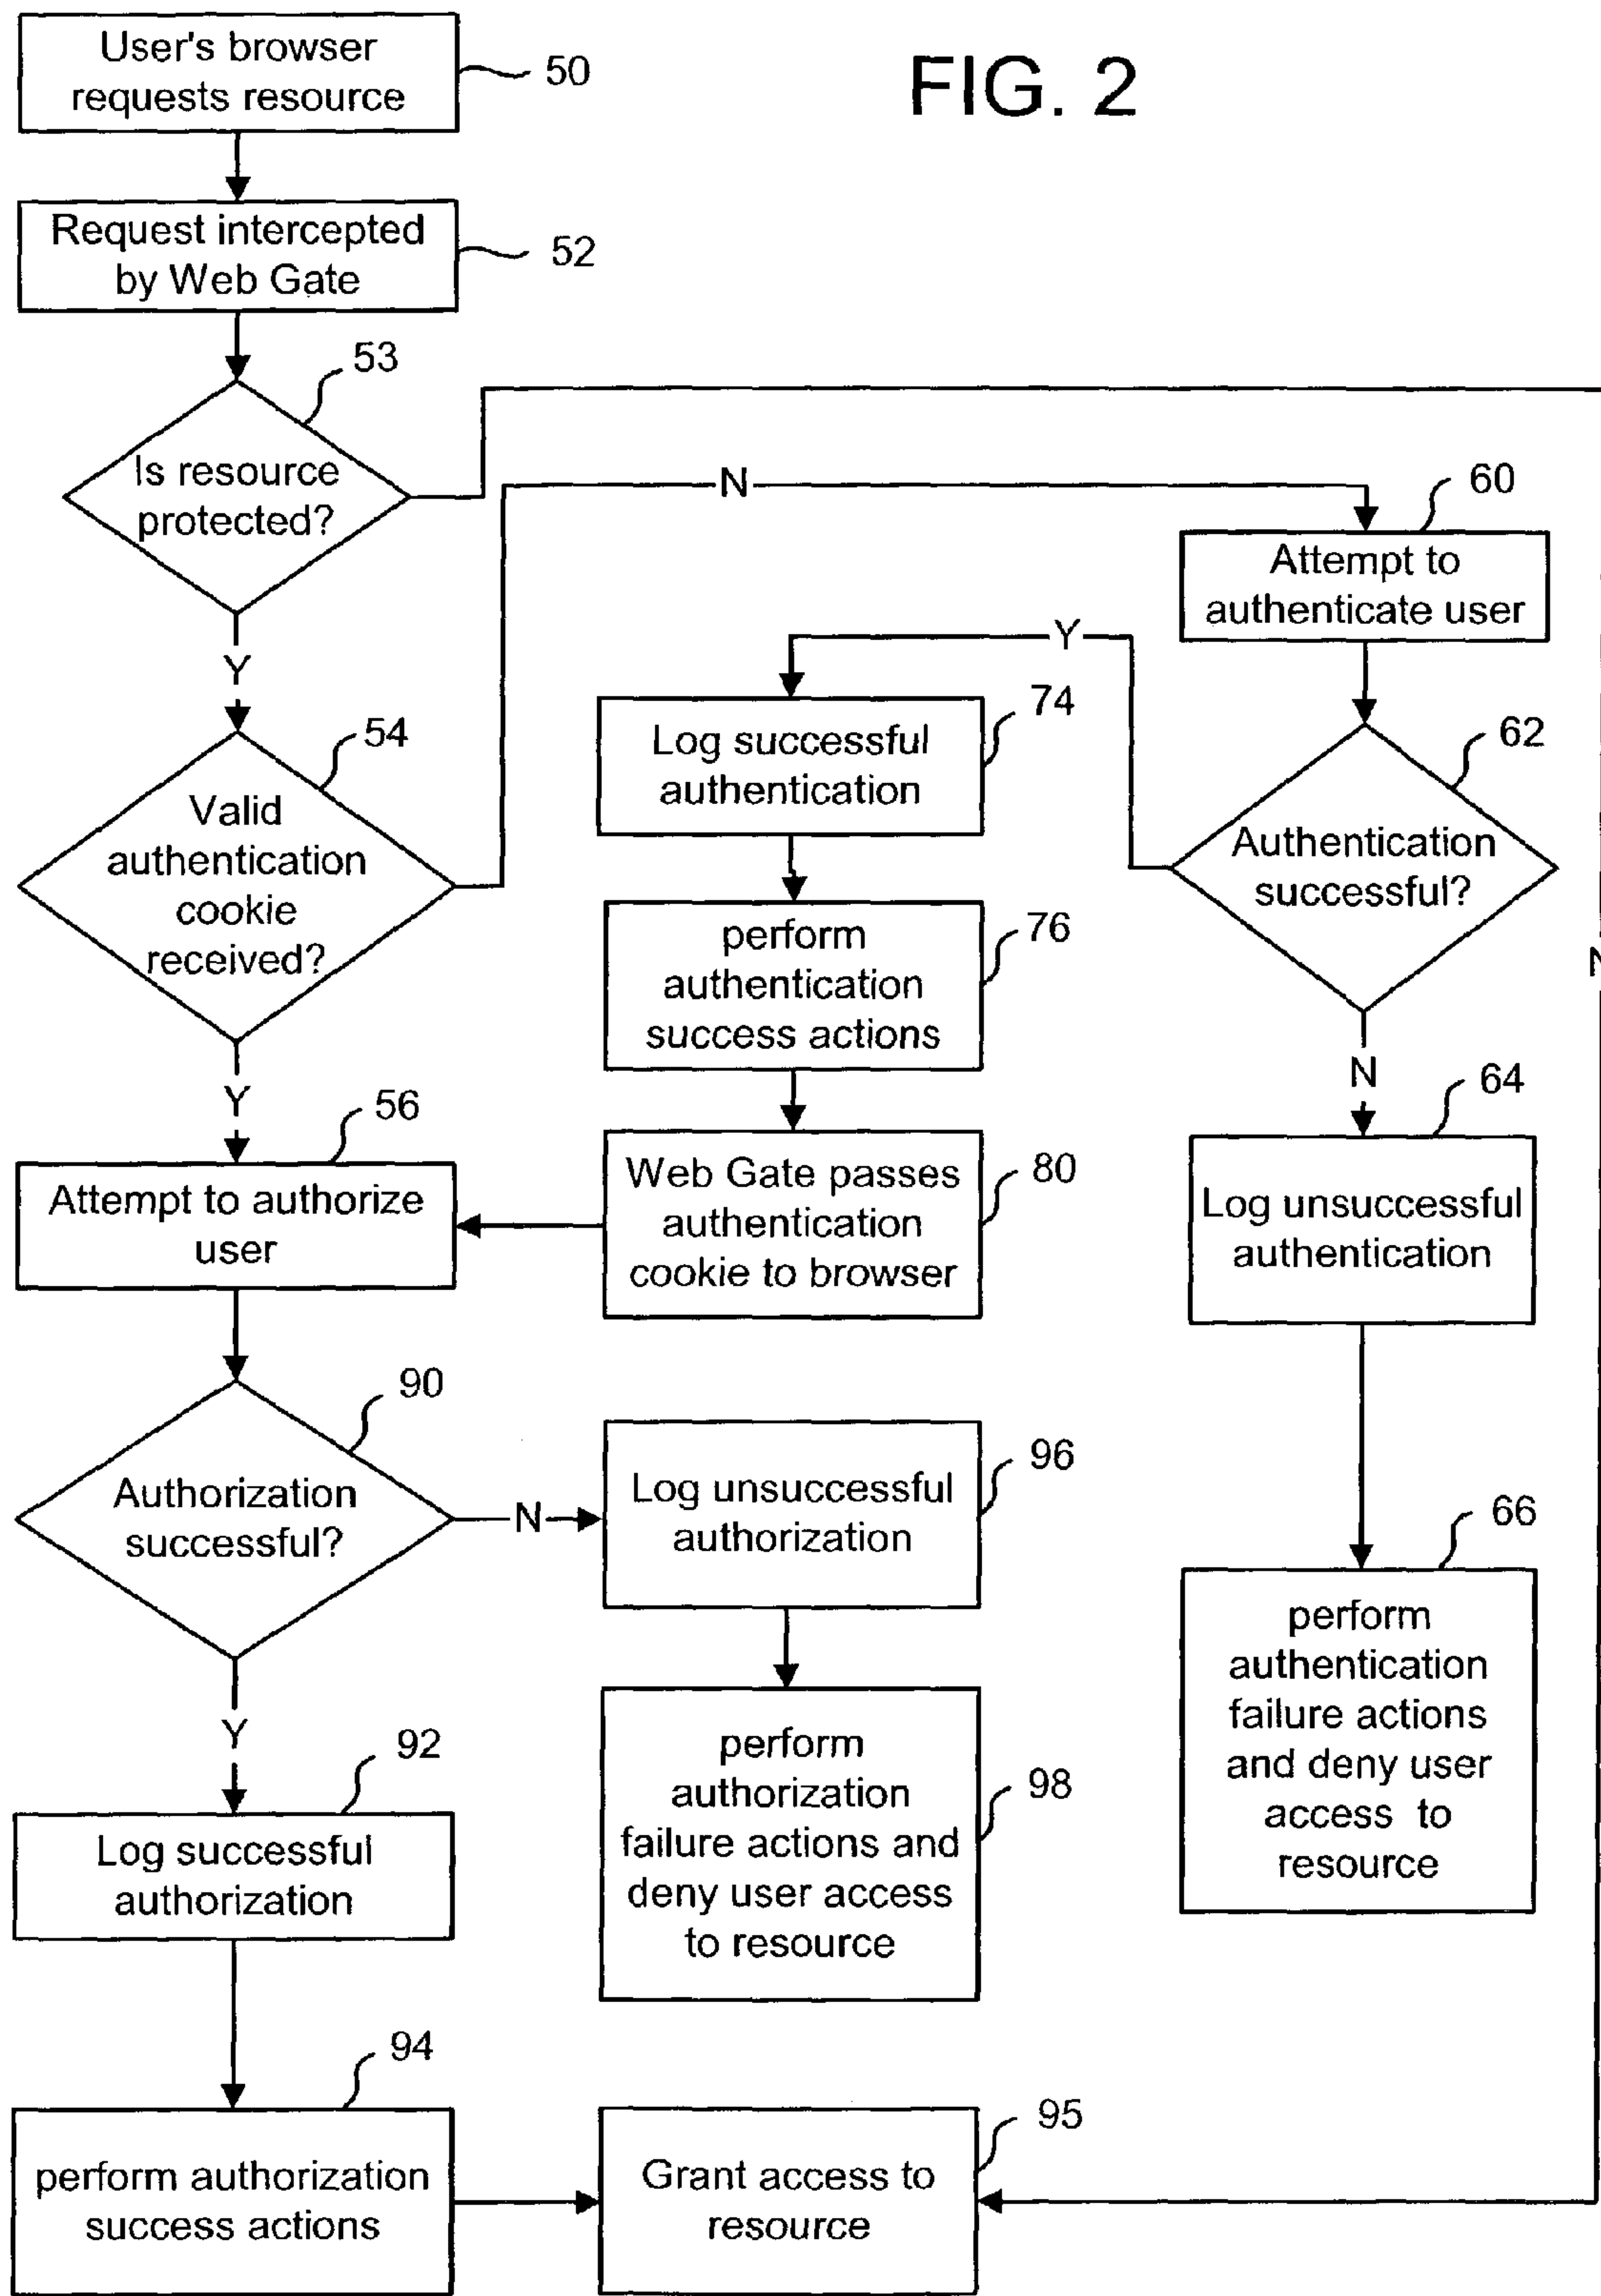 FIG. 2
User's browser
requests resource
50
Request intercepted
by Web Gate
52
53
Is resource
protected?
N
60
Attempt to
authenticate user
Y
Y
74
54
Log successful
authentication
62
Valid
authentication
cookie
received?
Authentication
successful?
76
perform
authentication
success actions
N
N
64
Y
56
Web Gate passes
authentication
cookie to browser
80
Attempt to authorize
user
Log unsuccessful
authentication
90
96
Authorization
successful?
N
Log unsuccessful
authorization
66
perform
authentication
failure actions
and deny user
access to
resource
Y
92
perform
authorization
failure actions and
deny user access
to resource
98
Log successful
authorization
94
95
perform authorization
success actions
Grant access to
resource